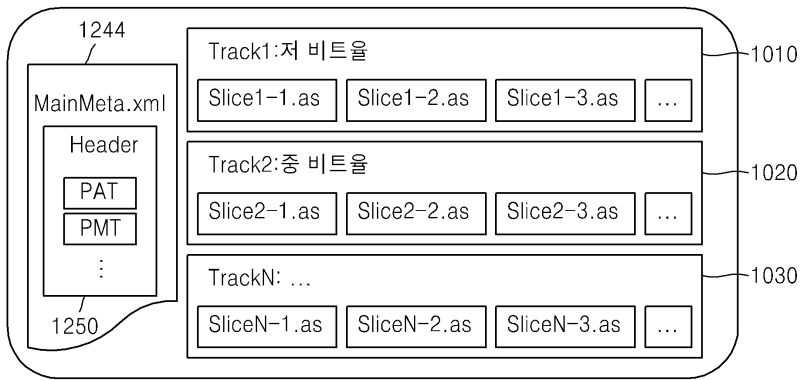 1244
MainMeta.xml
Header
PAT
PMT
⋮
1250
Track1:저 비트율
Slice1-1.as Slice1-2.as Slice1-3.as ...
1010
Track2:중 비트율
Slice2-1.as Slice2-2.as Slice2-3.as ...
1020
TrackN: ...
SliceN-1.as SliceN-2.as SliceN-3.as ...
1030